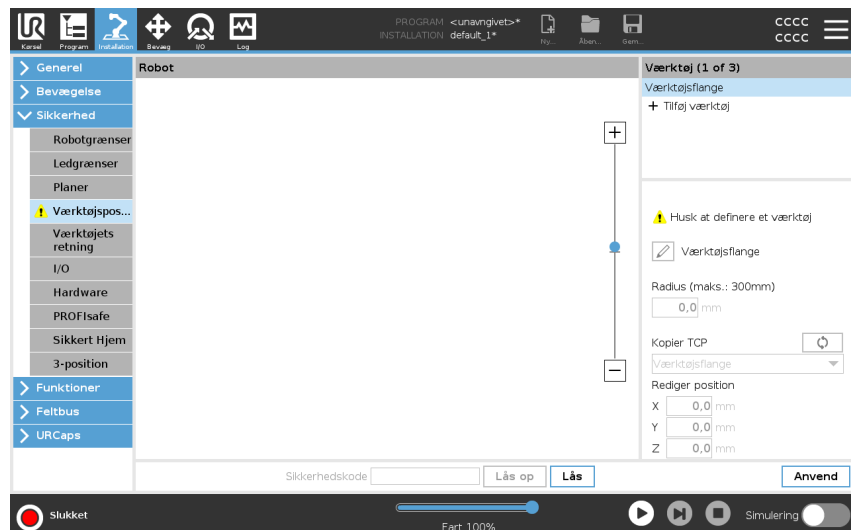 PROGRAM <unavngivet>*
INSTALLATION default_1*
Kørsel Program Installation Bevæg I/O Log
Ny... Åben... Gem...
cccc
cccc
Generel
Bevægelse
Sikkerhed
Robotgrænser
Ledgrænser
Planer
Værktøjspos...
Værktøjets
retning
I/O
Hardware
PROFIsafe
Sikkert Hjem
3-position
Funktioner
Feltbus
URCaps
Robot
Værktøj (1 of 3)
Værktøjsflange
+ Tilføj værktøj
Husk at definere et værktøj
Værktøjsflange
Radius (maks.: 300mm)
0,0 mm
Kopier TCP
Værktøjsflange
Rediger position
X 0,0 mm
Y 0,0 mm
Z 0,0 mm
Sikkerhedskode Lås op Lås Anvend
Slukket
Fart 100%
Simulering